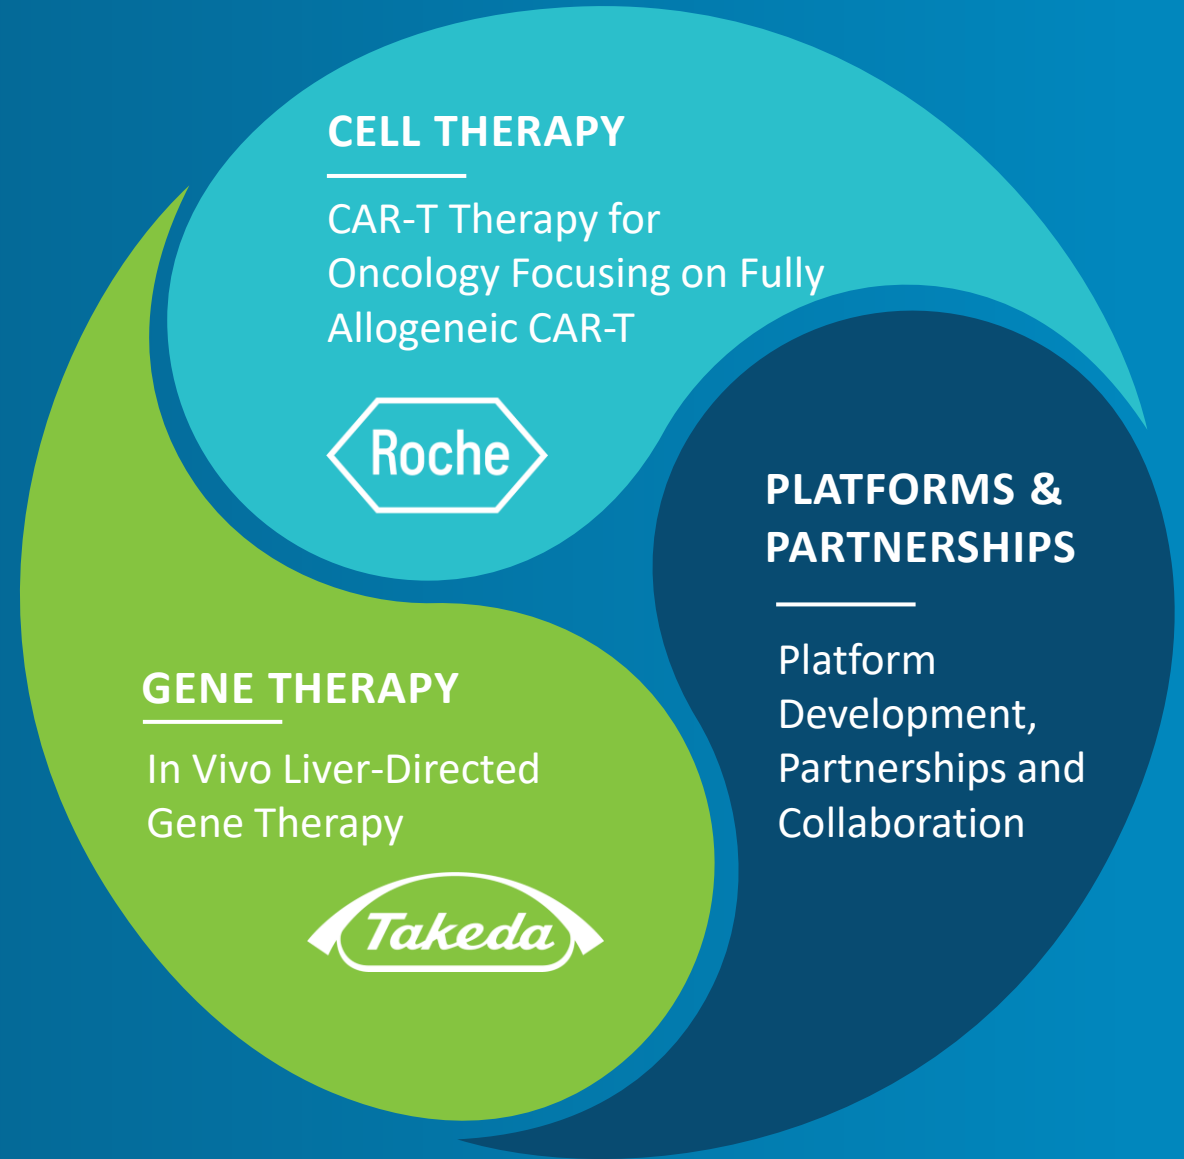 CELL THERAPY
CAR-T Therapy for
Oncology Focusing on Fully
Allogeneic CAR-T
Roche
PLATFORMS &
PARTNERSHIPS
Platform
Development,
Partnerships and
Collaboration
GENE THERAPY
In Vivo Liver-Directed
Gene Therapy
Takeda